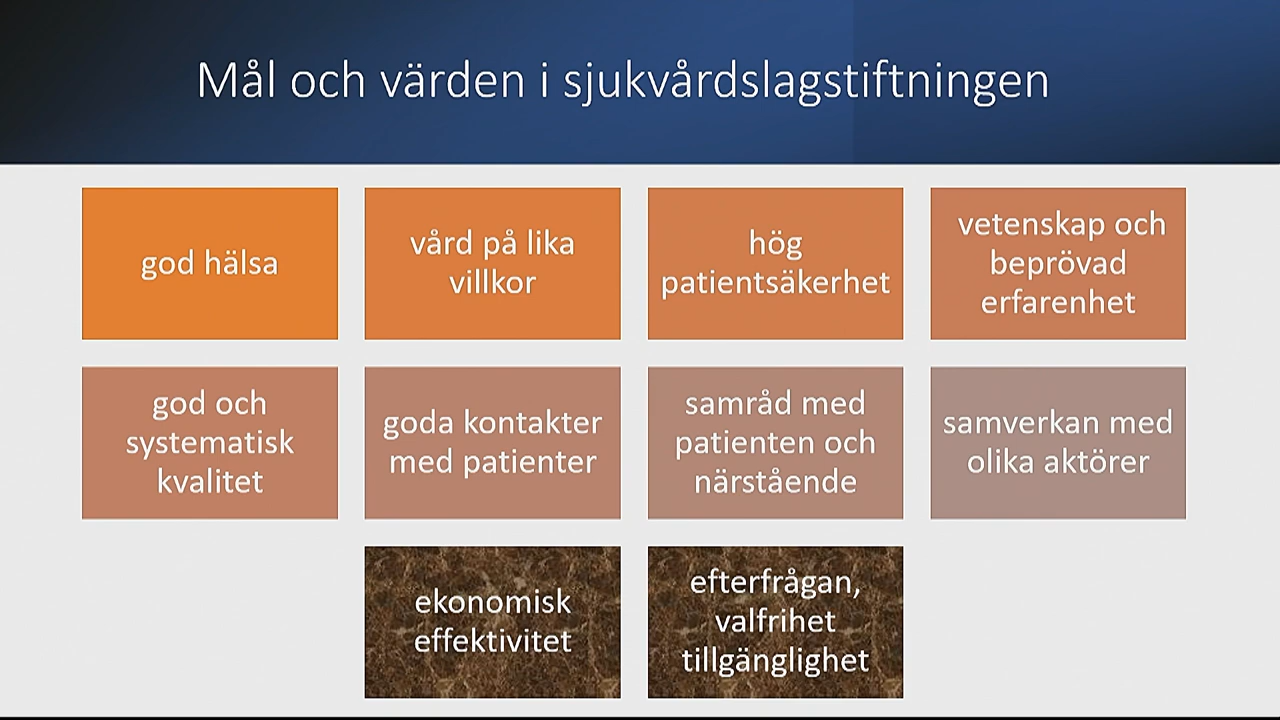 Mål och värden i sjukvårdslagstiftningen
god hälsa
vård på lika
villkor
hög
patientsäkerhet
vetenskap och
beprövad
erfarenhet
god och
systematisk
kvalitet
goda kontakter
med patienter
samråd med
patienten och
närstående
samverkan med
olika aktörer
ekonomisk
effektivitet
efterfrågan,
valfrihet
tillgänglighet